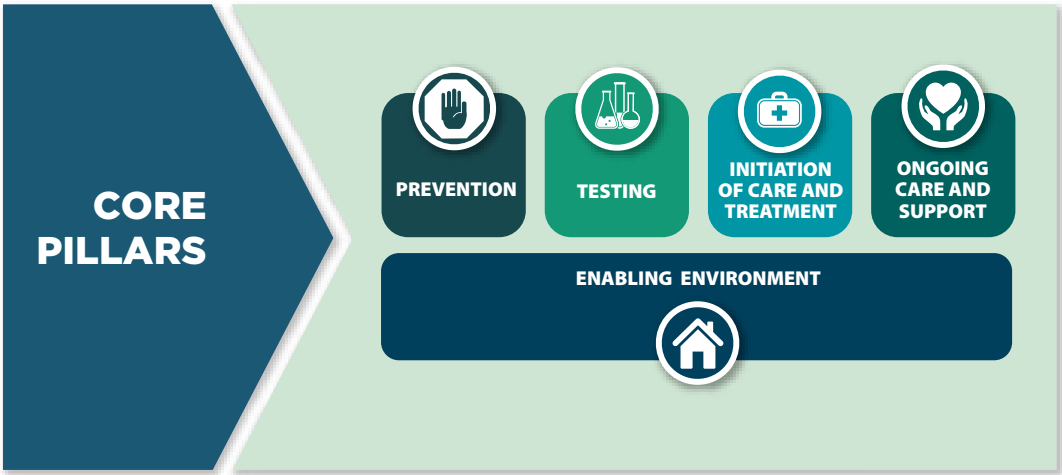 CORE
PILLARS
PREVENTION
TESTING
INITIATION
OF CARE AND
TREATMENT
ONGOING
CARE AND
SUPPORT
ENABLING ENVIRONMENT